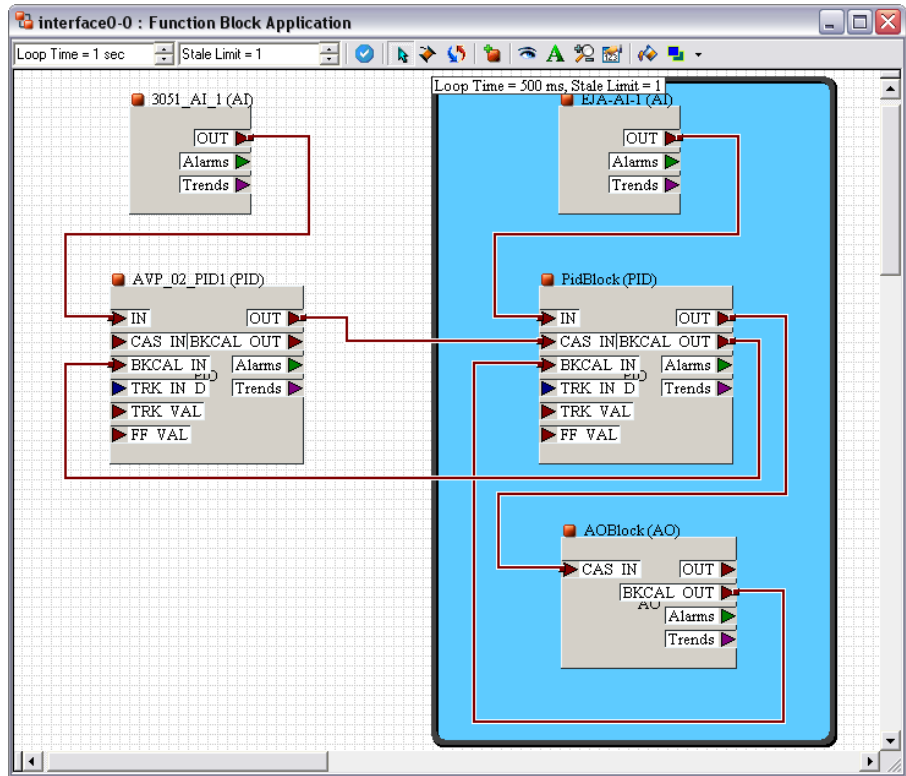 interface0-0 : Function Block Application
Loop Time = 1 sec
Stale Limit = 1
Loop Time = 500 ms, Stale Limit = 1
3051_AI_1 (AI)
OUT
Alarms
Trends
EJA-AI-1 (AI)
OUT
Alarms
Trends
AVP_02_PID1 (PID)
IN
OUT
CAS IN
BKCAL OUT
BKCAL IN
Alarms
PID
TRK IN D
Trends
TRK VAL
FF VAL
PidBlock (PID)
IN
OUT
CAS IN
BKCAL OUT
BKCAL IN
Alarms
PID
TRK IN D
Trends
TRK VAL
FF VAL
AOBlock (AO)
CAS IN
OUT
BKCAL OUT
AO
Alarms
Trends